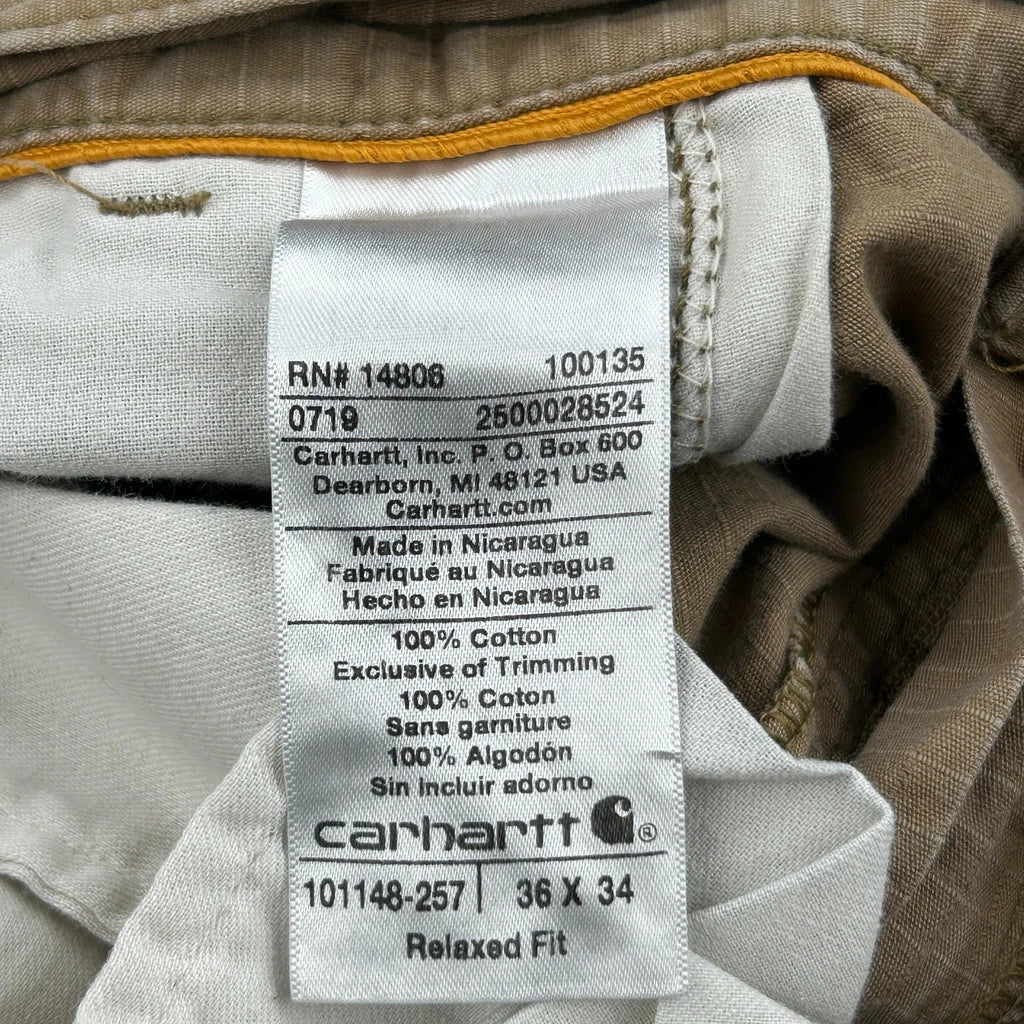 RN# 14806 100135
0719 2500028524
Carhartt, Inc. P. O. Box 600
Dearborn, MI 48121 USA
Carhartt.com
Made in Nicaragua
Fabriqué au Nicaragua
Hecho en Nicaragua
100% Cotton
Exclusive of Trimming
100% Coton
Sans garniture
100% Algodón
Sin incluir adorno
carhartt ®
101148-257 36 X 34
Relaxed Fit